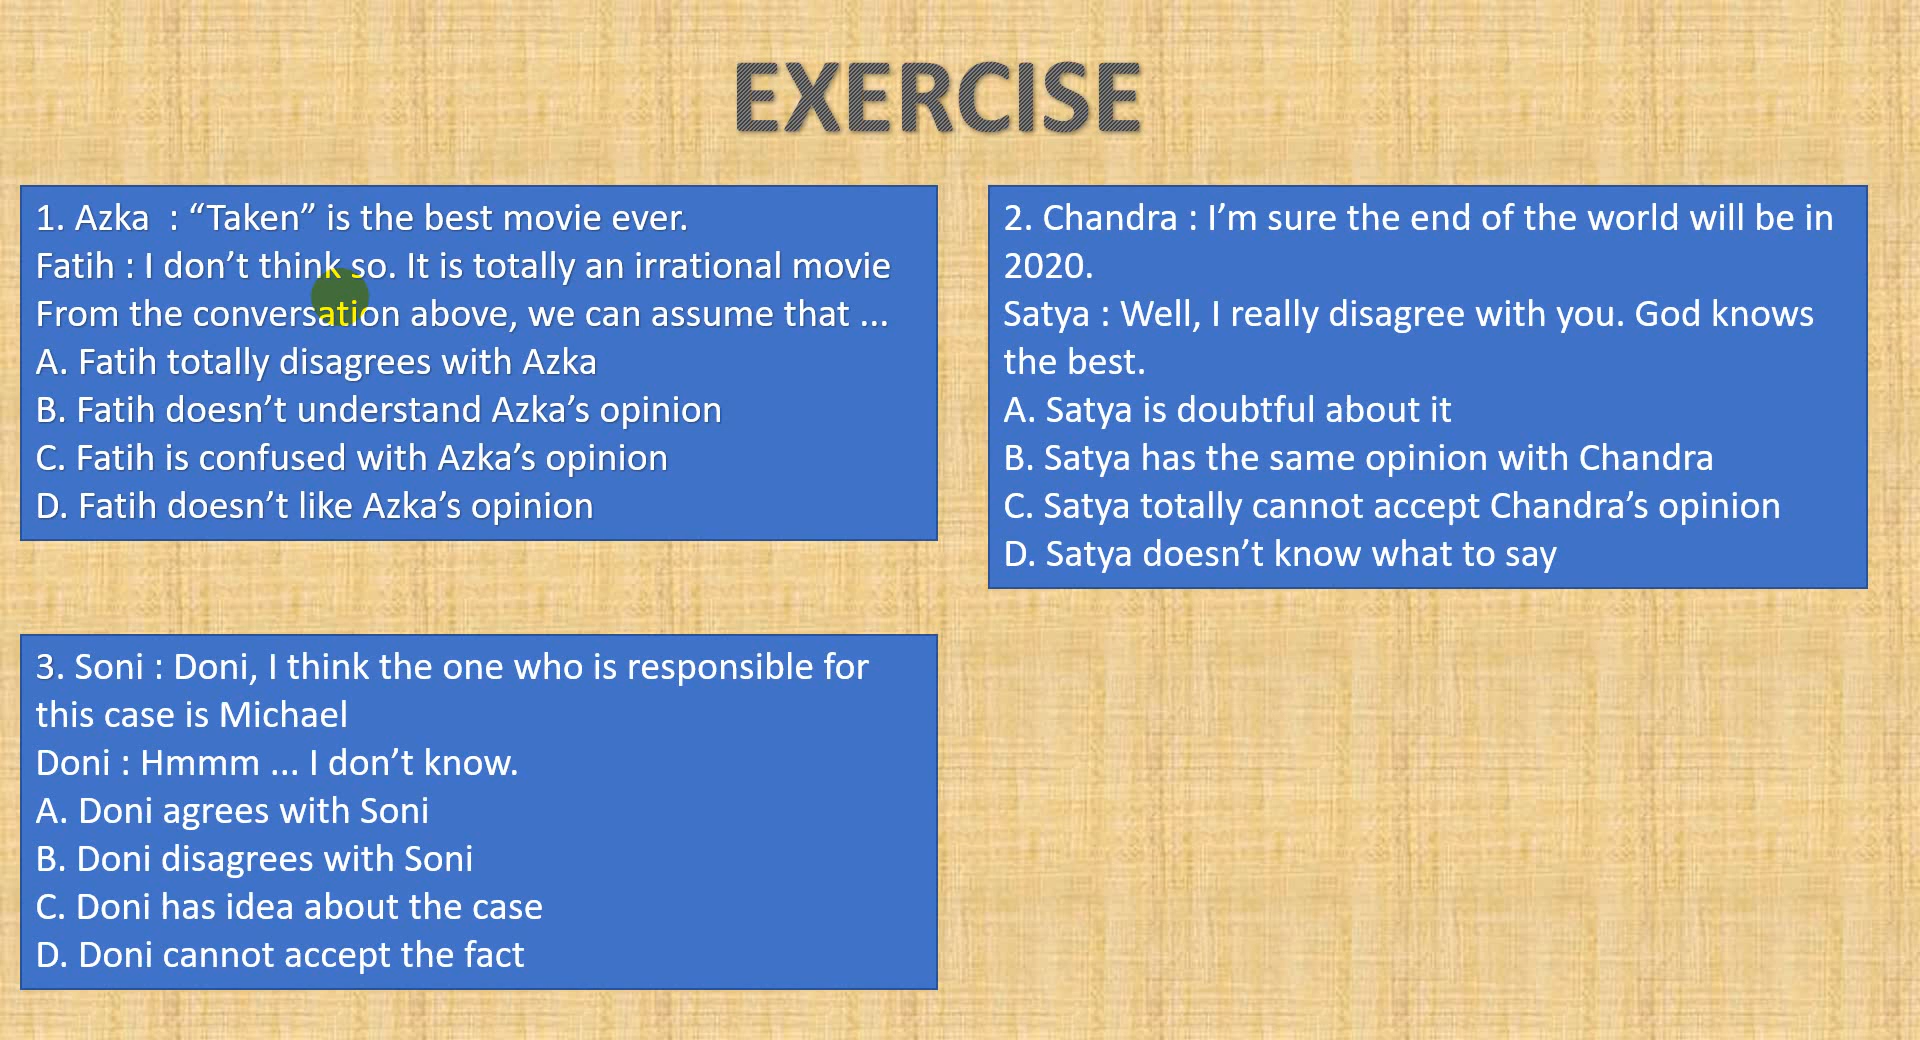 EXERCISE
1. Azka  : “Taken” is the best movie ever.
Fatih : I don’t think so. It is totally an irrational movie
From the conversation above, we can assume that ...
A. Fatih totally disagrees with Azka
B. Fatih doesn’t understand Azka’s opinion
C. Fatih is confused with Azka’s opinion
D. Fatih doesn’t like Azka’s opinion
2. Chandra : I’m sure the end of the world will be in
2020.
Satya : Well, I really disagree with you. God knows
the best.
A. Satya is doubtful about it
B. Satya has the same opinion with Chandra
C. Satya totally cannot accept Chandra’s opinion
D. Satya doesn’t know what to say
3. Soni : Doni, I think the one who is responsible for
this case is Michael
Doni : Hmmm ... I don’t know.
A. Doni agrees with Soni
B. Doni disagrees with Soni
C. Doni has idea about the case
D. Doni cannot accept the fact